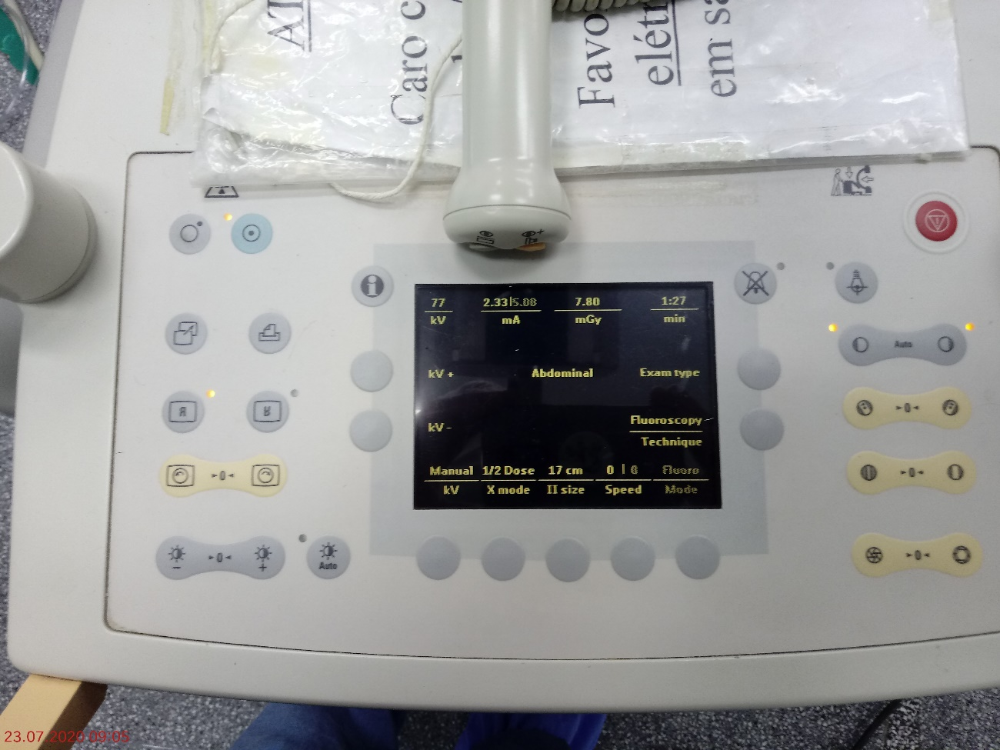 AT
Caro c
Favo
elétr
em sa
77 2.33|5.08 7.80 1:27
kV mA mGy min
kV + Abdominal Exam type
kV - Fluoroscopy
Technique
Manual 1/2 Dose 17 cm 0 | 0 Fluoro
kV X mode II size Speed Mode
R R
Auto
►0◄
►0◄
►0◄
►0◄
►0◄
- +
Auto
23.07.2020 09:05